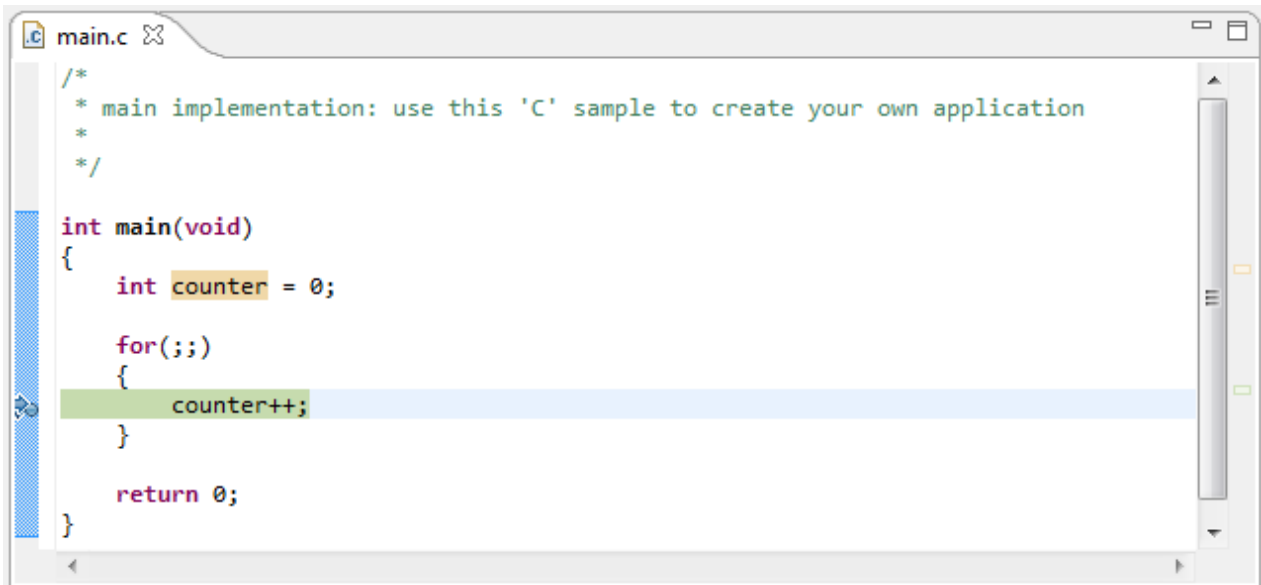 .c main.c
/*
 * main implementation: use this 'C' sample to create your own application
 *
 */
int main(void)
{
    int counter = 0;
    for(;;)
    {
        counter++;
    }
    return 0;
}